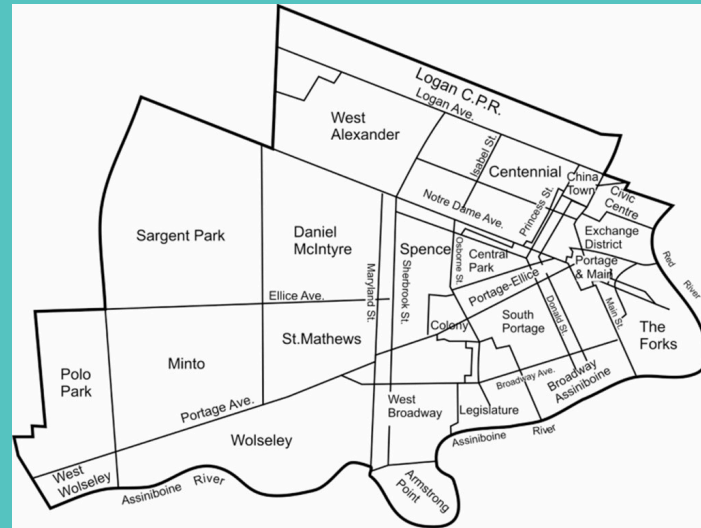 Logan C.P.R.
Logan Ave.
West
Alexander
Isabel St.
Centennial
China
Town
Princess St.
Civic
Centre
Notre Dame Ave.
Exchange
District
Red
River
Sargent Park
Daniel
McIntyre
Spence
Osborne St.
Central
Park
Portage
& Main
Maryland St.
Sherbrook St.
Portage-Ellice
Ellice Ave.
Donald St.
Main St.
Colony
South
Portage
The
Forks
St.Mathews
Minto
Polo
Park
Portage Ave.
Broadway Ave.
Broadway
Assiniboine
West
Broadway
Legislature
Wolseley
Assiniboine River
West
Wolseley
Assiniboine River
Armstrong
Point